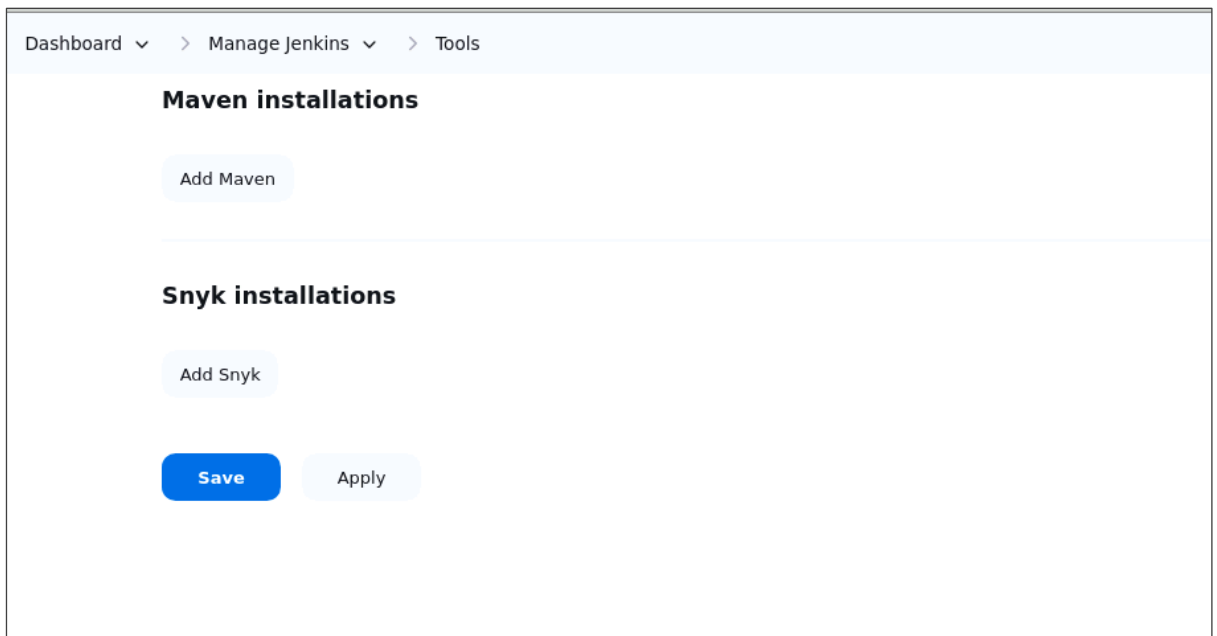 Dashboard > Manage Jenkins > Tools
Maven installations
Add Maven
Snyk installations
Add Snyk
Save Apply